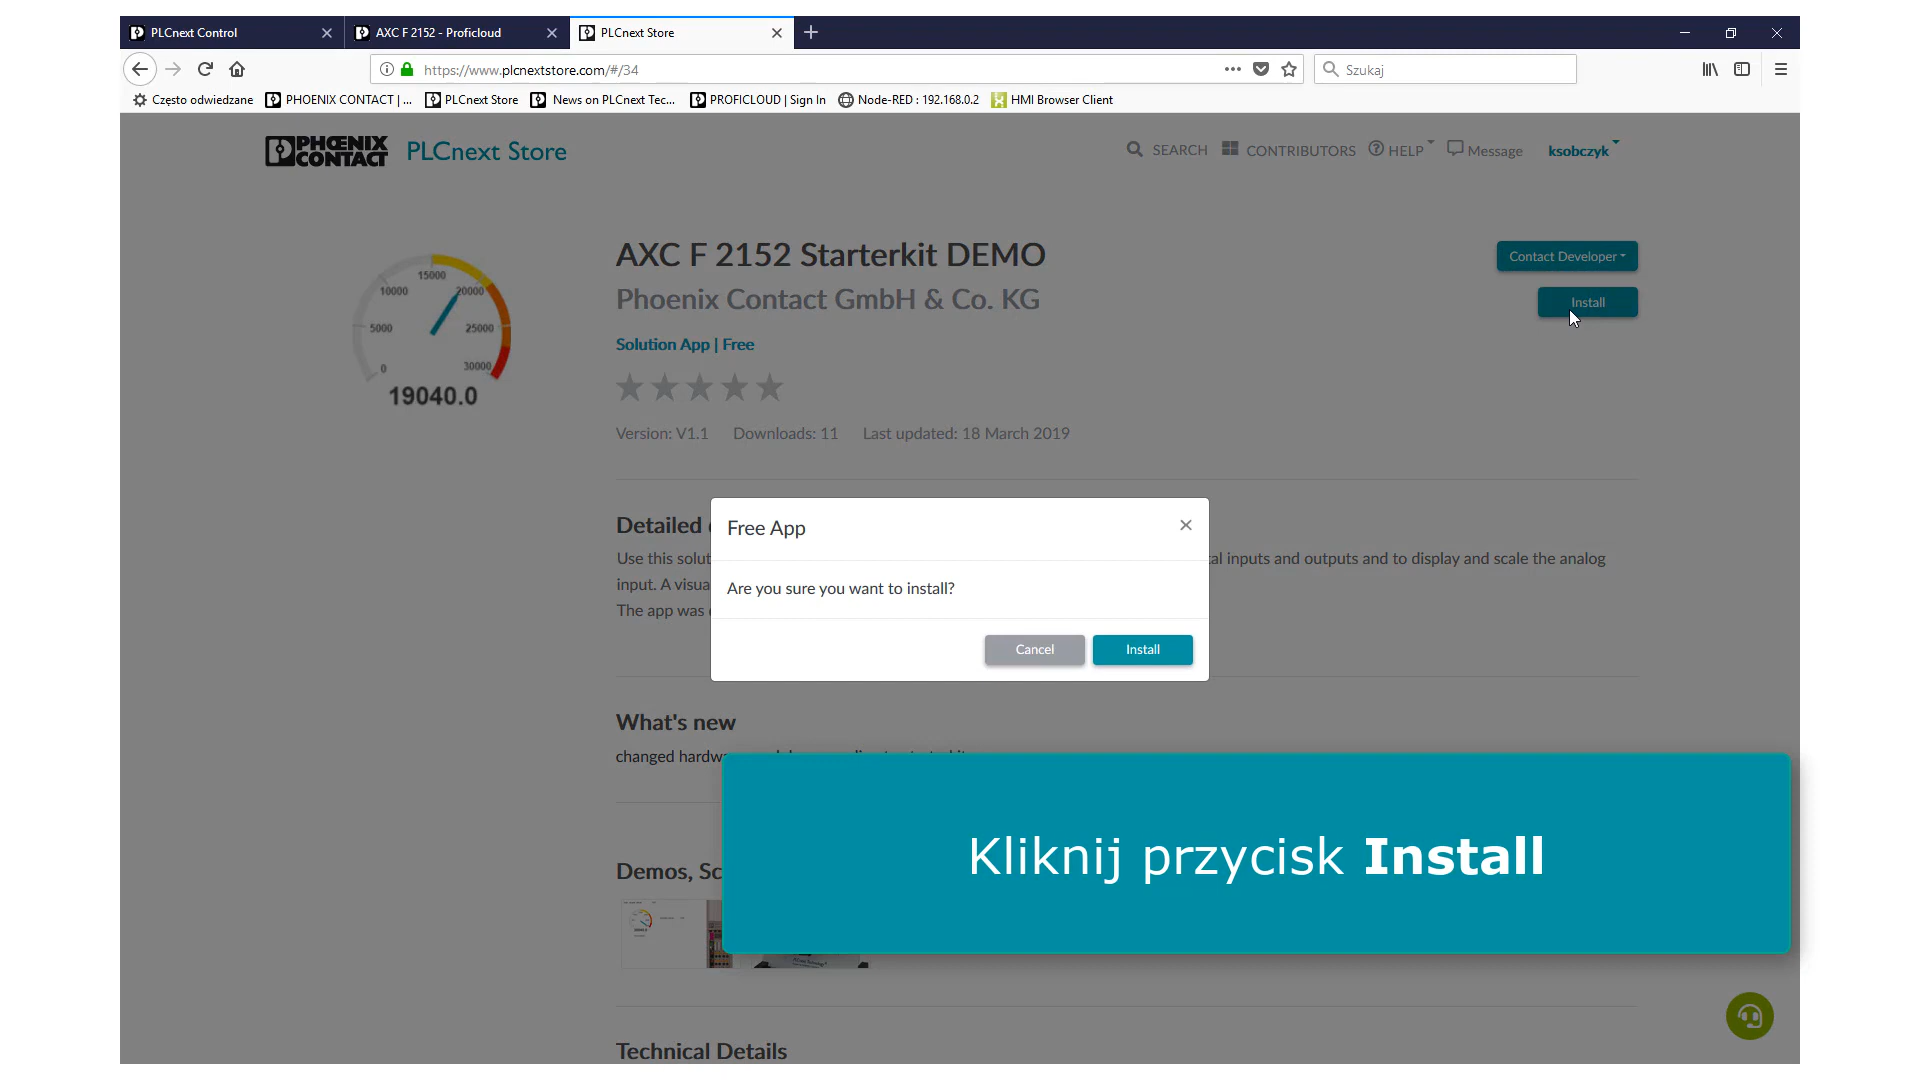 PLCnext Control
AXC F 2152 - Proficloud
PLCnext Store
https://www.plcnextstore.com/#/34
Szukaj
Często odwiedzane
PHOENIX CONTACT | ...
PLCnext Store
News on PLCnext Tec...
PROFICLOUD | Sign In
Node-RED : 192.168.0.2
HMI Browser Client
PHŒNIX CONTACT
PLCnext Store
SEARCH
CONTRIBUTORS
HELP
Message
ksobczyk
AXC F 2152 Starterkit DEMO
Phoenix Contact GmbH & Co. KG
Solution App | Free
Contact Developer
Install
0
5000
10000
15000
20000
25000
30000
19040.0
Version: V1.1 Downloads: 11 Last updated: 18 March 2019
Detailed
Use this solut al inputs and outputs and to display and scale the analog
input. A visua
The app was
Free App
×
Are you sure you want to install?
Cancel
Install
What's new
changed hardw
Kliknij przycisk Install
Demos, Sc
Technical Details